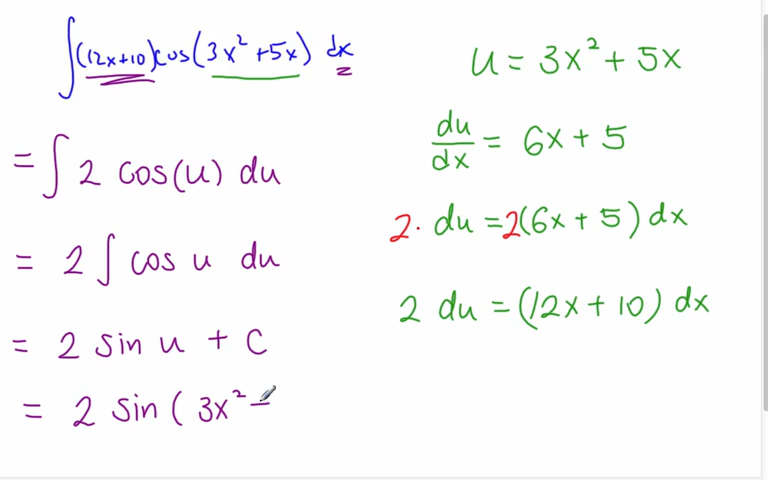 ∫(12x+10)cos(3x²+5x) dx
= ∫ 2 cos(u) du
= 2 ∫ cos u du
= 2 sin u + C
= 2 sin( 3x² -
u = 3x² + 5x
du/dx = 6x + 5
2· du = 2(6x + 5) dx
2 du = (12x + 10) dx